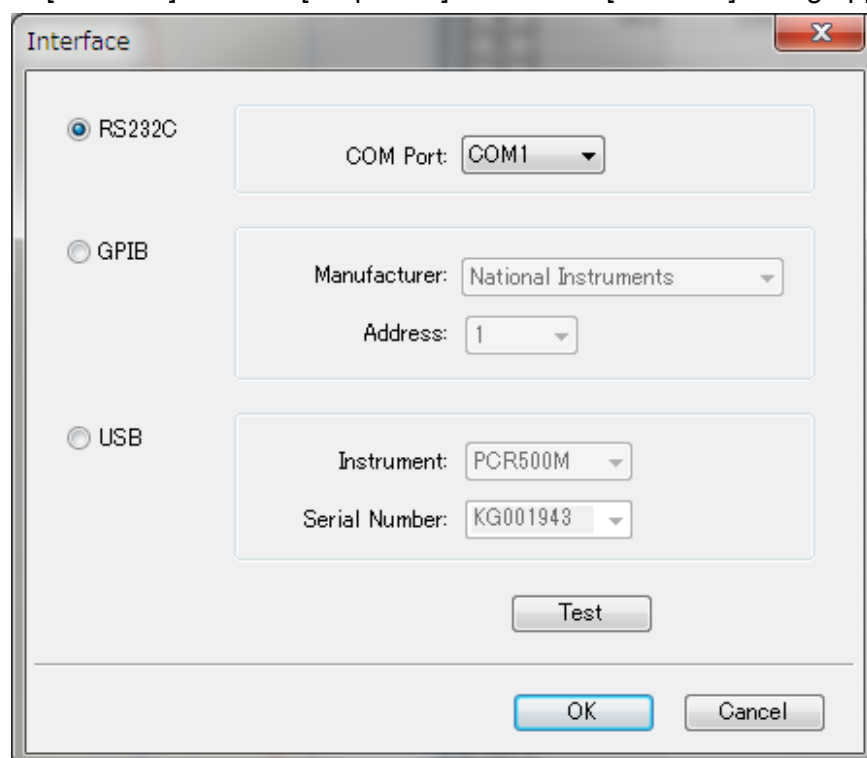 Interface
RS232C
COM Port: COM1
GPIB
Manufacturer: National Instruments
Address: 1
USB
Instrument: PCR500M
Serial Number: KG001943
Test
OK Cancel